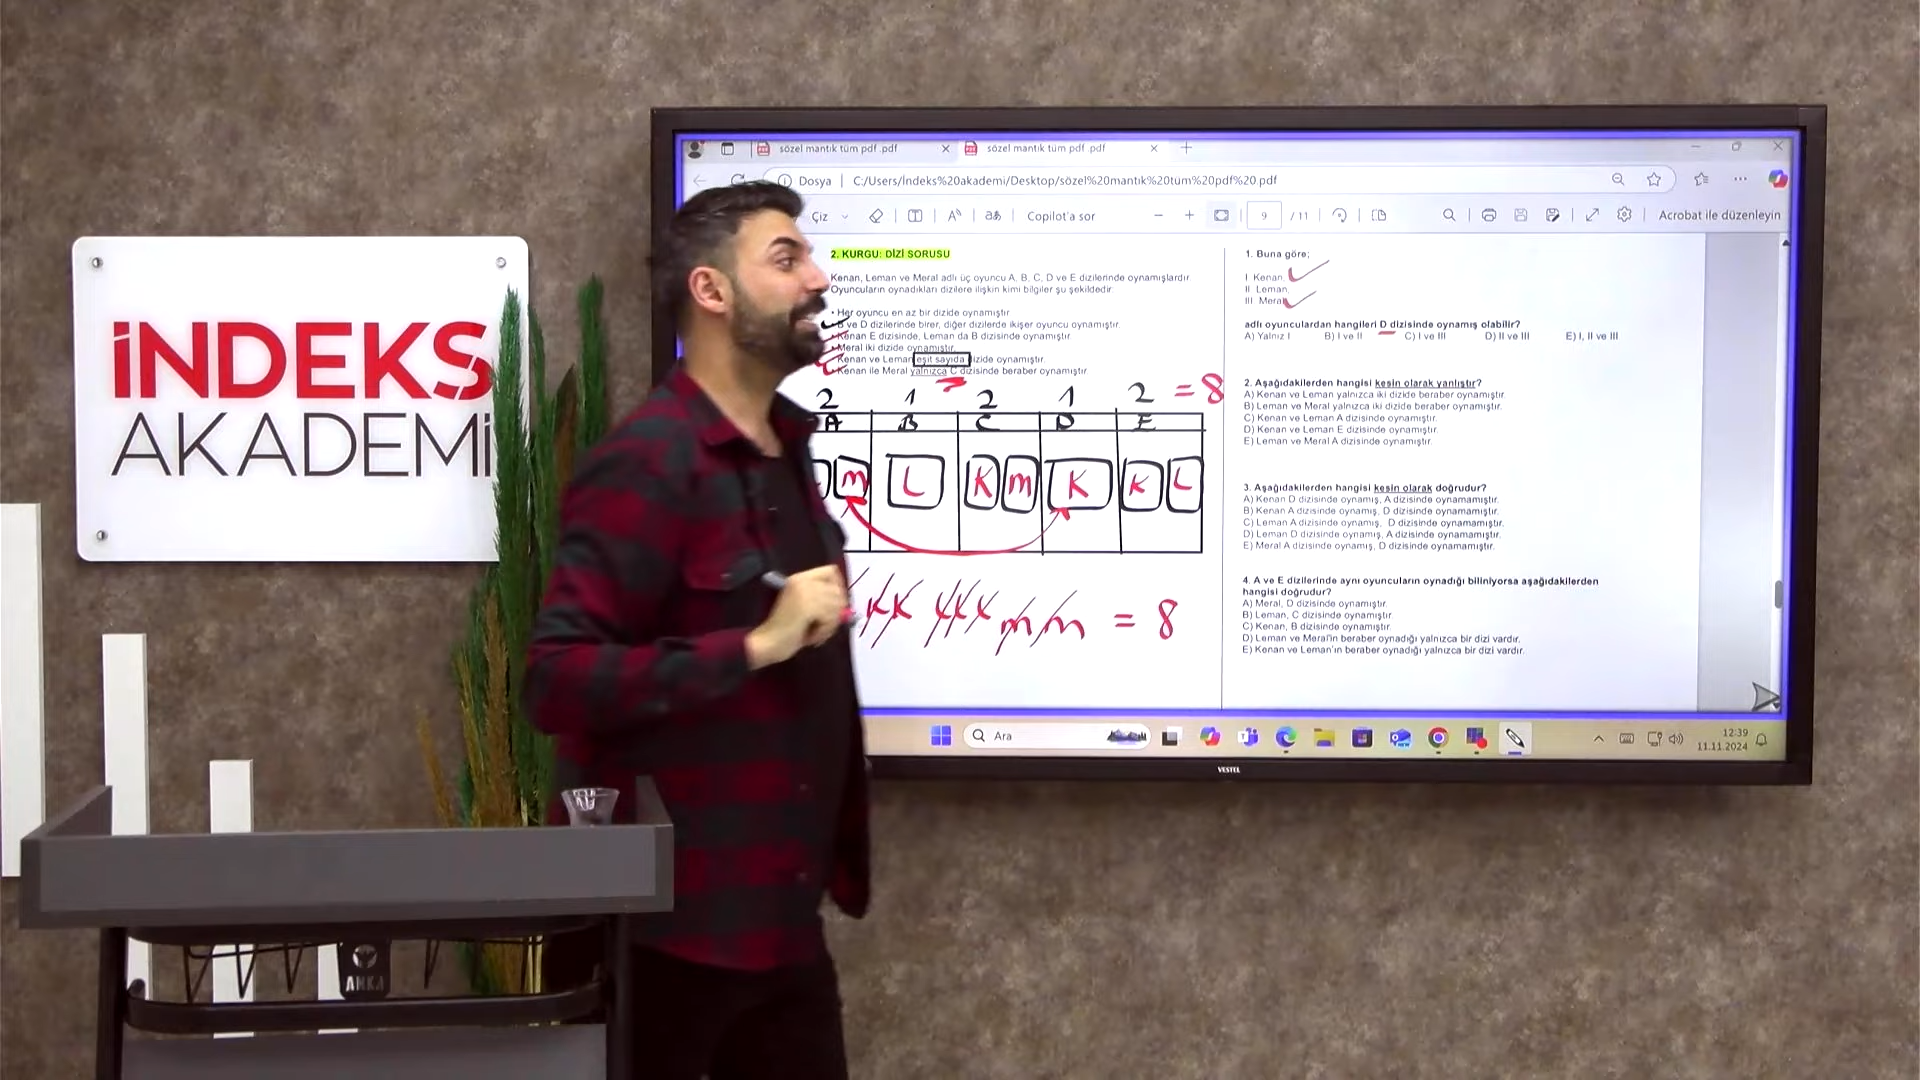 İNDEKS
AKADEMİ
sözel mantık tüm pdf .pdf
sözel mantık tüm pdf .pdf
Dosya
C:/Users/İndeks%20akademi/Desktop/sözel%20mantık%20tüm%20pdf%20.pdf
Çiz
Copilot'a sor
9 / 11
Acrobat ile düzenleyin
2. KURGU: DİZİ SORUSU
Kenan, Leman ve Meral adlı üç oyuncu A, B, C, D ve E dizilerinde oynamışlardır.
Oyuncuların oynadıkları dizilere ilişkin kimi bilgiler şu şekildedir:
• Her oyuncu en az bir dizide oynamıştır
B ve D dizilerinde birer, diğer dizilerde ikişer oyuncu oynamıştır.
Kenan E dizisinde, Leman da B dizisinde oynamıştır
Meral iki dizide oynamıştır.
Kenan ve Leman eşit sayıda dizide oynamıştır.
Kenan ile Meral yalnızca C dizisinde beraber oynamıştır.
2 1 2 1 2 = 8
A B C D E
m L K m K K L
K K L L L m m = 8
1. Buna göre;
I Kenan,
II Leman,
III Meral
adlı oyunculardan hangileri D dizisinde oynamış olabilir?
A) Yalnız I B) I ve II C) I ve III D) II ve III E) I, II ve III
2. Aşağıdakilerden hangisi kesin olarak yanlıştır?
A) Kenan ve Leman yalnızca iki dizide beraber oynamıştır.
B) Leman ve Meral yalnızca iki dizide beraber oynamıştır.
C) Kenan ve Leman A dizisinde oynamıştır.
D) Kenan ve Leman E dizisinde oynamıştır.
E) Leman ve Meral A dizisinde oynamıştır.
3. Aşağıdakilerden hangisi kesin olarak doğrudur?
A) Kenan D dizisinde oynamış, A dizisinde oynamamıştır.
B) Kenan A dizisinde oynamış, D dizisinde oynamamıştır.
C) Leman A dizisinde oynamış, D dizisinde oynamamıştır.
D) Leman D dizisinde oynamış, A dizisinde oynamamıştır.
E) Meral A dizisinde oynamış, D dizisinde oynamamıştır.
4. A ve E dizilerinde aynı oyuncuların oynadığı biliniyorsa aşağıdakilerden
hangisi doğrudur?
A) Meral, D dizisinde oynamıştır.
B) Leman, C dizisinde oynamıştır.
C) Kenan, B dizisinde oynamıştır.
D) Leman ve Meral'in beraber oynadığı yalnızca bir dizi vardır.
E) Kenan ve Leman'ın beraber oynadığı yalnızca bir dizi vardır.
Ara
12:39
11.11.2024
VESTEL
ANKA